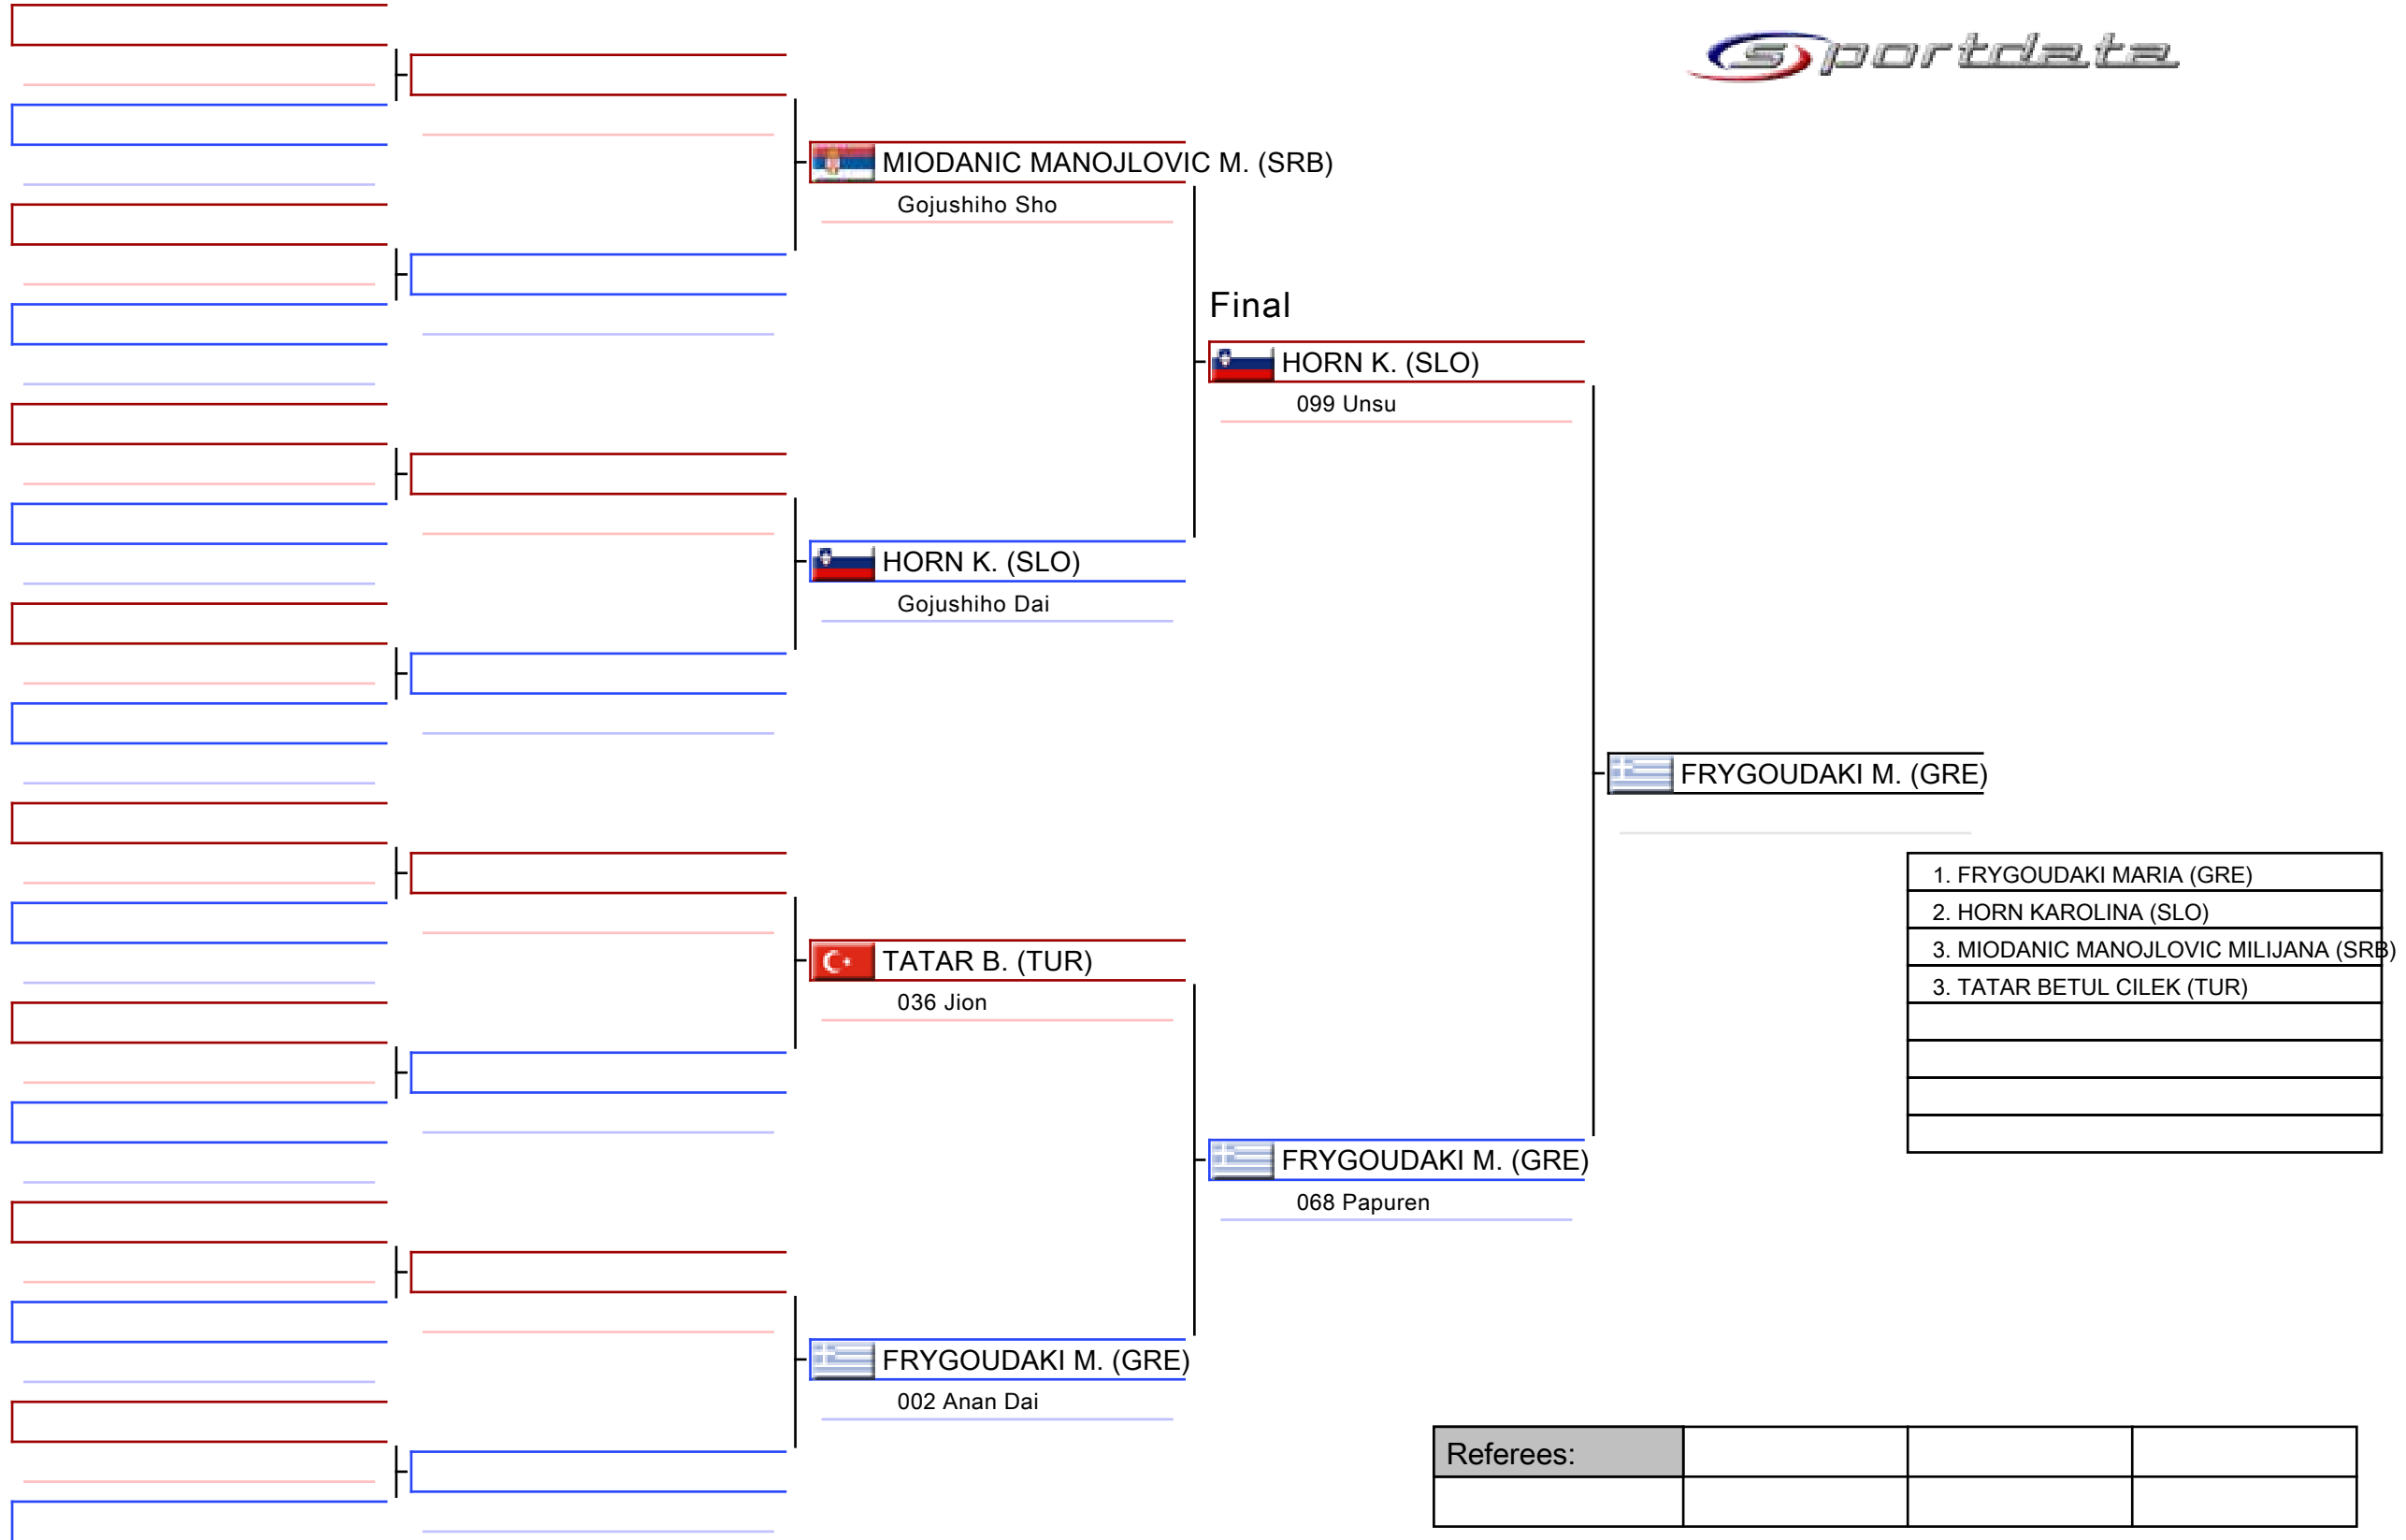 sportdata
MIODANIC MANOJLOVIC M. (SRB)
Gojushiho Sho
Final
HORN K. (SLO)
099 Unsu
HORN K. (SLO)
Gojushiho Dai
FRYGOUDAKI M. (GRE)
1. FRYGOUDAKI MARIA (GRE)
2. HORN KAROLINA (SLO)
3. MIODANIC MANOJLOVIC MILIJANA (SRB)
3. TATAR BETUL CILEK (TUR)
TATAR B. (TUR)
036 Jion
FRYGOUDAKI M. (GRE)
068 Papuren
FRYGOUDAKI M. (GRE)
002 Anan Dai
Referees: